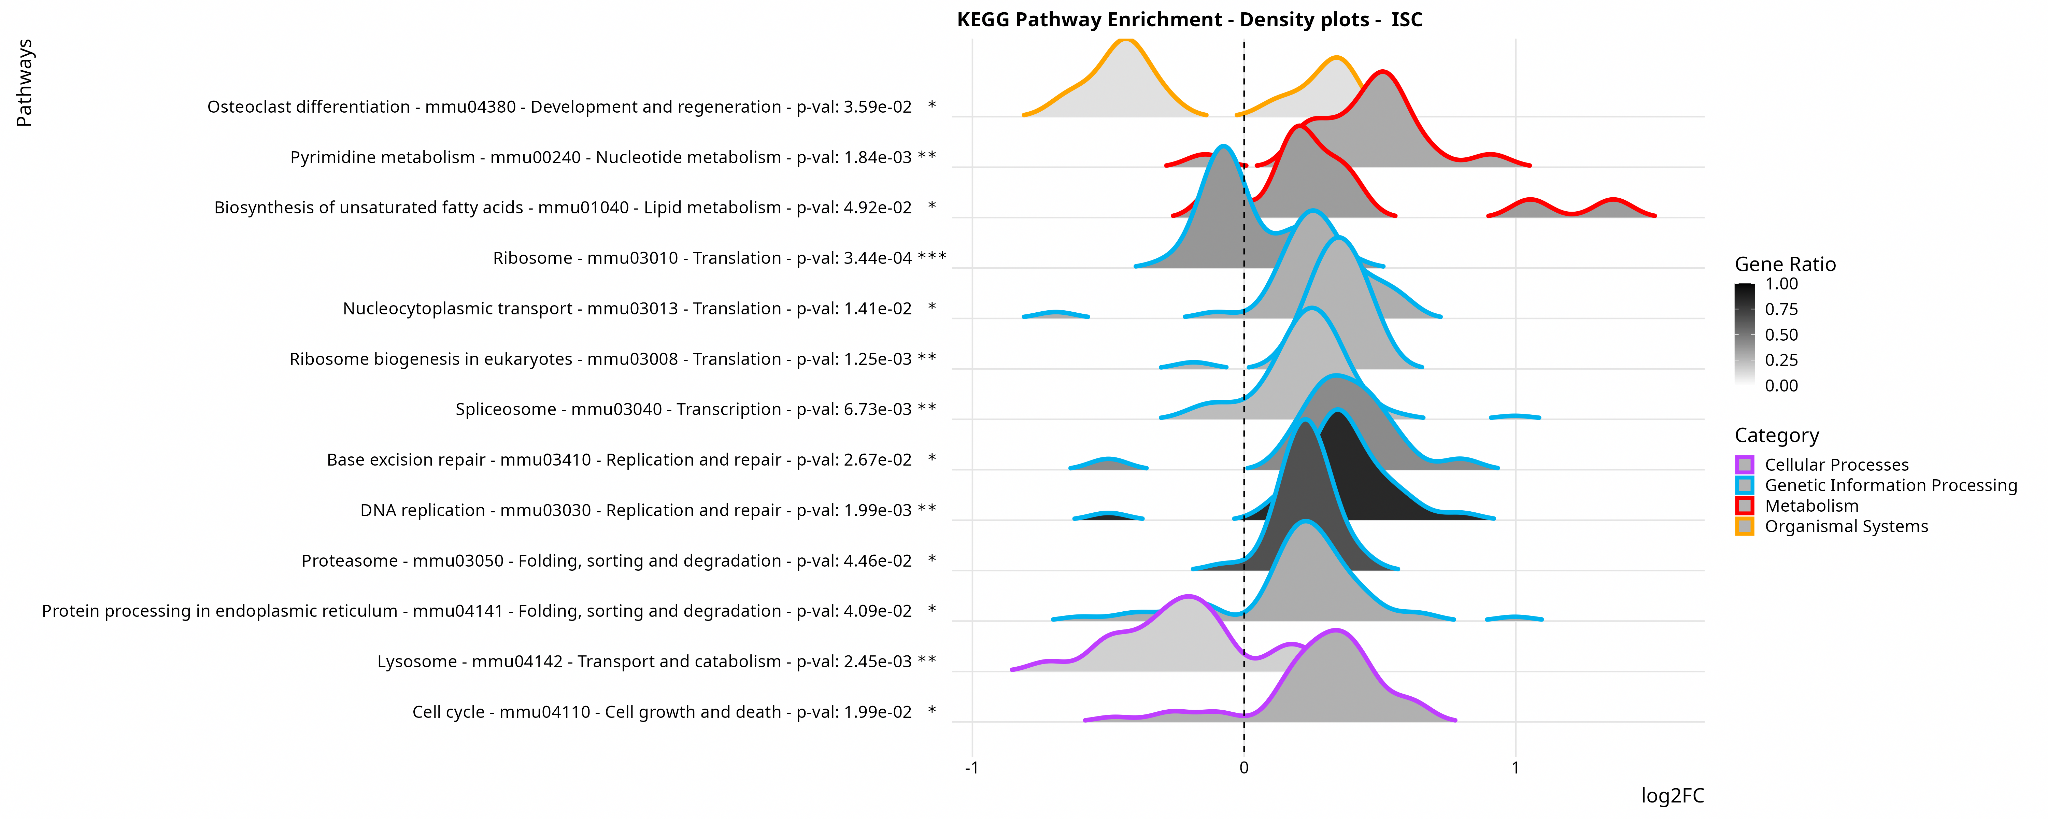 KEGG Pathway Enrichment - Density plots -  ISC
Pathways
Osteoclast differentiation - mmu04380 - Development and regeneration - p-val: 3.59e-02   *
Pyrimidine metabolism - mmu00240 - Nucleotide metabolism - p-val: 1.84e-03 **
Biosynthesis of unsaturated fatty acids - mmu01040 - Lipid metabolism - p-val: 4.92e-02   *
Ribosome - mmu03010 - Translation - p-val: 3.44e-04 ***
Nucleocytoplasmic transport - mmu03013 - Translation - p-val: 1.41e-02   *
Ribosome biogenesis in eukaryotes - mmu03008 - Translation - p-val: 1.25e-03 **
Spliceosome - mmu03040 - Transcription - p-val: 6.73e-03 **
Base excision repair - mmu03410 - Replication and repair - p-val: 2.67e-02   *
DNA replication - mmu03030 - Replication and repair - p-val: 1.99e-03 **
Proteasome - mmu03050 - Folding, sorting and degradation - p-val: 4.46e-02   *
Protein processing in endoplasmic reticulum - mmu04141 - Folding, sorting and degradation - p-val: 4.09e-02   *
Lysosome - mmu04142 - Transport and catabolism - p-val: 2.45e-03 **
Cell cycle - mmu04110 - Cell growth and death - p-val: 1.99e-02   *
-1 0 1
log2FC
Gene Ratio
1.00
0.75
0.50
0.25
0.00
Category
Cellular Processes
Genetic Information Processing
Metabolism
Organismal Systems